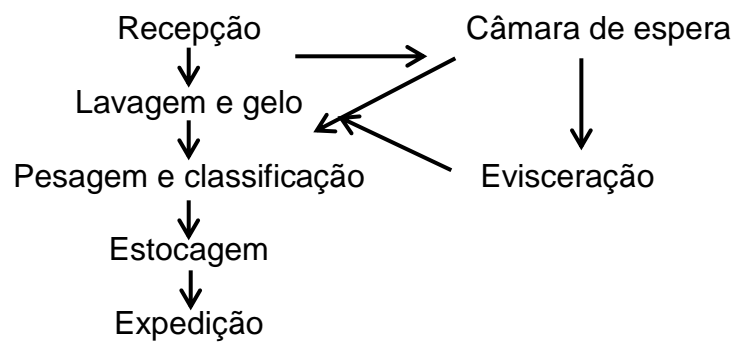 Recepção
Câmara de espera
Lavagem e gelo
Pesagem e classificação
Evisceração
Estocagem
Expedição